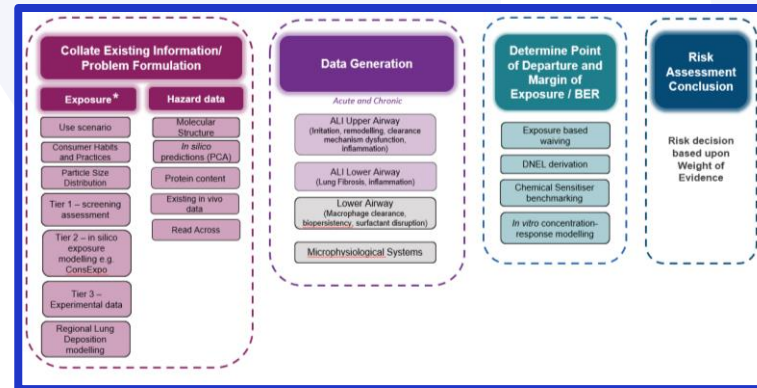 Collate Existing Information/
Problem Formulation
Exposure*
Use scenario
Consumer Habits and
Practices
Particle Size
Distribution
Tier 1 – screening
assessment
Tier 2 – in silico
exposure
modelling e.g.
ConsExpo
Tier 3 –
Experimental data
Regional Lung
Deposition
modelling
Hazard data
Molecular
Structure
In silico
predictions (PCA)
Protein content
Existing in vivo
data
Read Across
Data Generation
Acute and Chronic
ALI Upper Airway
(Irritation, remodelling, clearance
mechanism dysfunction,
inflammation)
ALI Lower Airway
(Lung Fibrosis, inflammation)
Lower Airway
(Macrophage clearance,
biopersistency, surfactant disruption)
Microphysiological Systems
Determine Point
of Departure and
Margin of
Exposure / BER
Exposure based
waiving
DNEL derivation
Chemical Sensitiser
benchmarking
In vitro concentration-
response modelling
Risk
Assessment
Conclusion
Risk decision
based upon
Weight of
Evidence